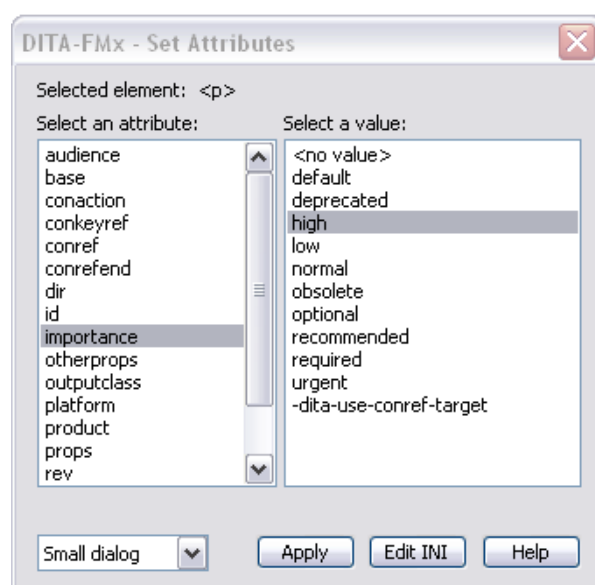 DITA-FMx - Set Attributes
Selected element: <p>
Select an attribute:
audience
base
conaction
conkeyref
conref
conrefend
dir
id
importance
otherprops
outputclass
platform
product
props
rev
Select a value:
<no value>
default
deprecated
high
low
normal
obsolete
optional
recommended
required
urgent
-dita-use-conref-target
Small dialog
Apply
Edit INI
Help